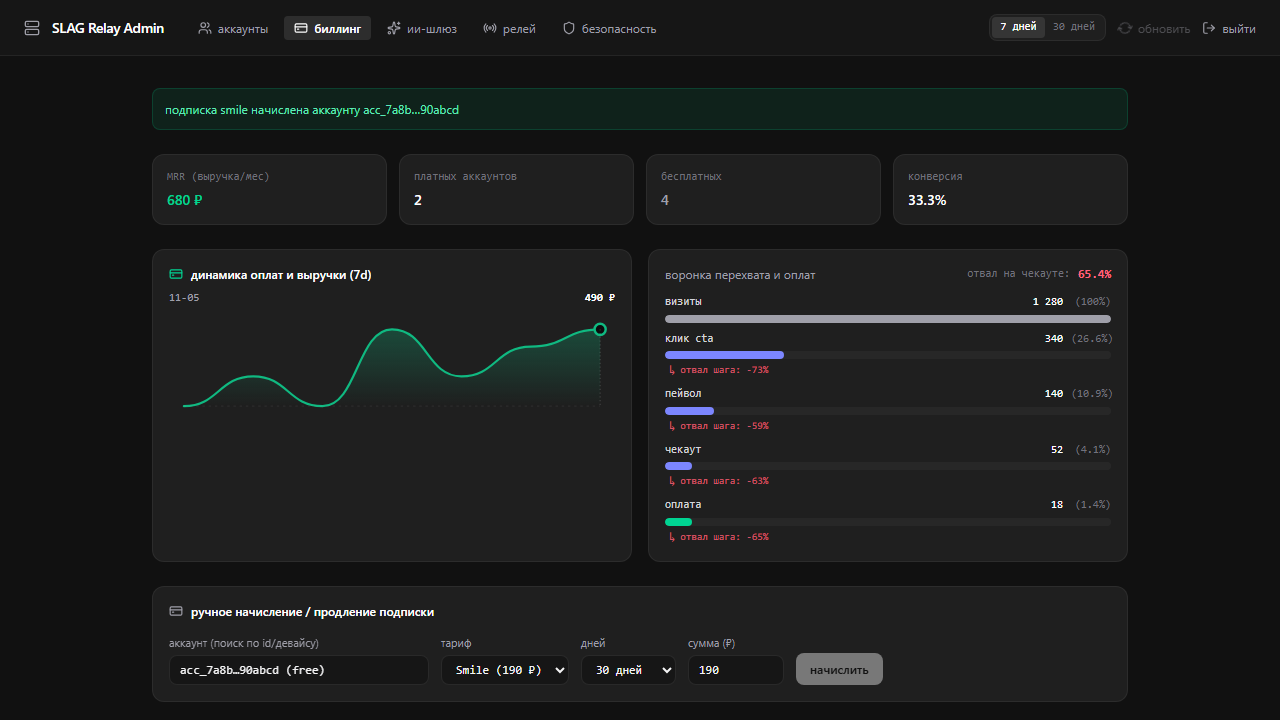 SLAG Relay Admin
аккаунты
биллинг
ии-шлюз
релей
безопасность
7 дней
30 дней
обновить
выйти
подписка smile начислена аккаунту acc_7a8b…90abcd
MRR (выручка/мес)
680 ₽
платных аккаунтов
2
бесплатных
4
конверсия
33.3%
динамика оплат и выручки (7d)
11-05
490 ₽
воронка перехвата и оплат
отвал на чекауте: 65.4%
визиты 1 280 (100%)
клик cta 340 (26.6%)
↳ отвал шага: -73%
пейвол 140 (10.9%)
↳ отвал шага: -59%
чекаут 52 (4.1%)
↳ отвал шага: -63%
оплата 18 (1.4%)
↳ отвал шага: -65%
ручное начисление / продление подписки
аккаунт (поиск по id/девайсу)
тариф
дней
сумма (₽)
acc_7a8b…90abcd (free)
Smile (190 ₽)
30 дней
190
начислить